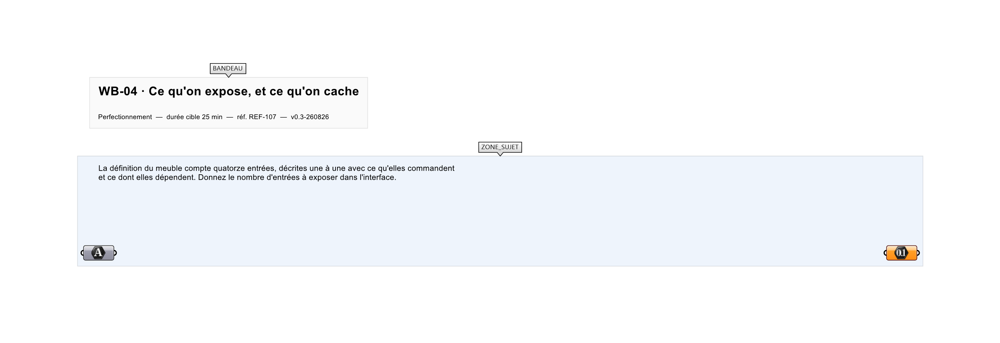 BANDEAU
WB-04 · Ce qu'on expose, et ce qu'on cache
Perfectionnement — durée cible 25 min — réf. REF-107 — v0.3-260826
ZONE_SUJET
La définition du meuble compte quatorze entrées, décrites une à une avec ce qu'elles commandent
et ce dont elles dépendent. Donnez le nombre d'entrées à exposer dans l'interface.
A
0.1